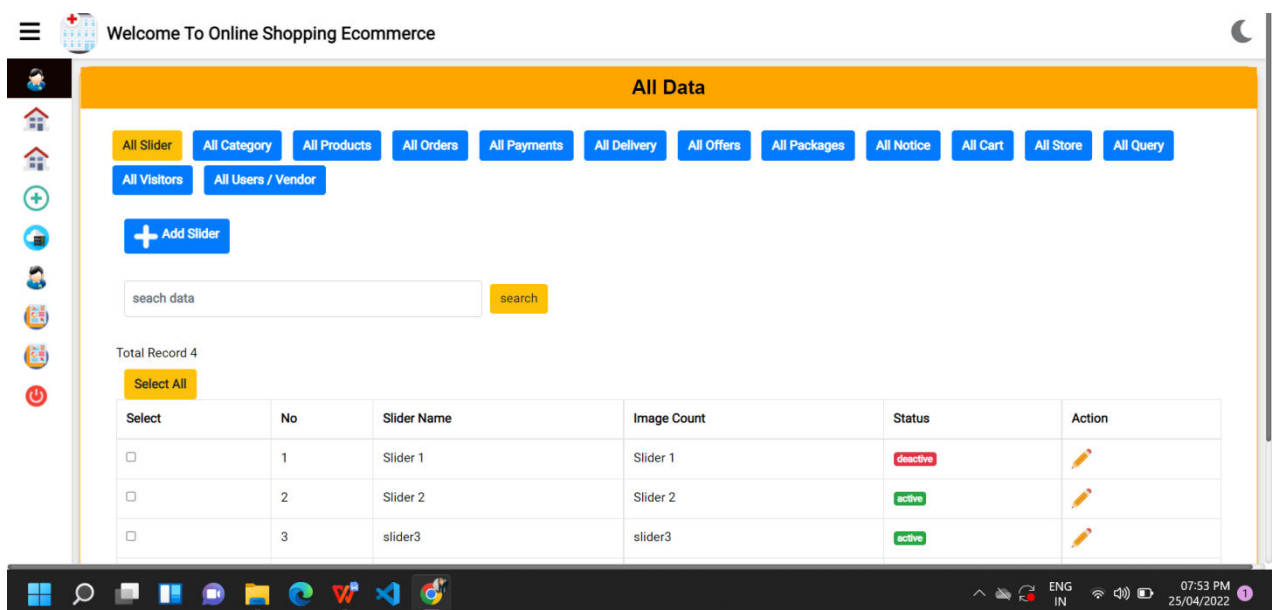 Welcome To Online Shopping Ecommerce
All Data
All Slider All Category All Products All Orders All Payments All Delivery All Offers All Packages All Notice All Cart All Store All Query
All Visitors All Users / Vendor
Add Slider
seach data search
Total Record 4
Select All
Select No Slider Name Image Count Status Action
1 Slider 1 Slider 1 deactive
2 Slider 2 Slider 2 active
3 slider3 slider3 active
ENG 07:53 PM 1
IN 25/04/2022